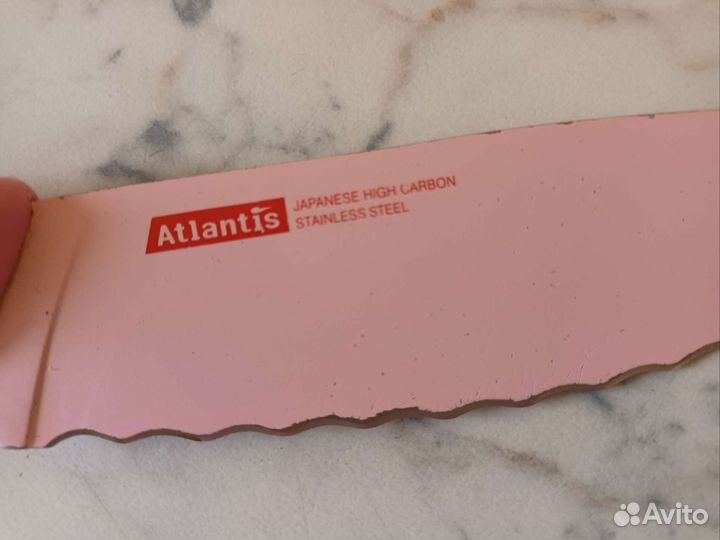 Atlantis
JAPANESE HIGH CARBON
STAINLESS STEEL
Avito